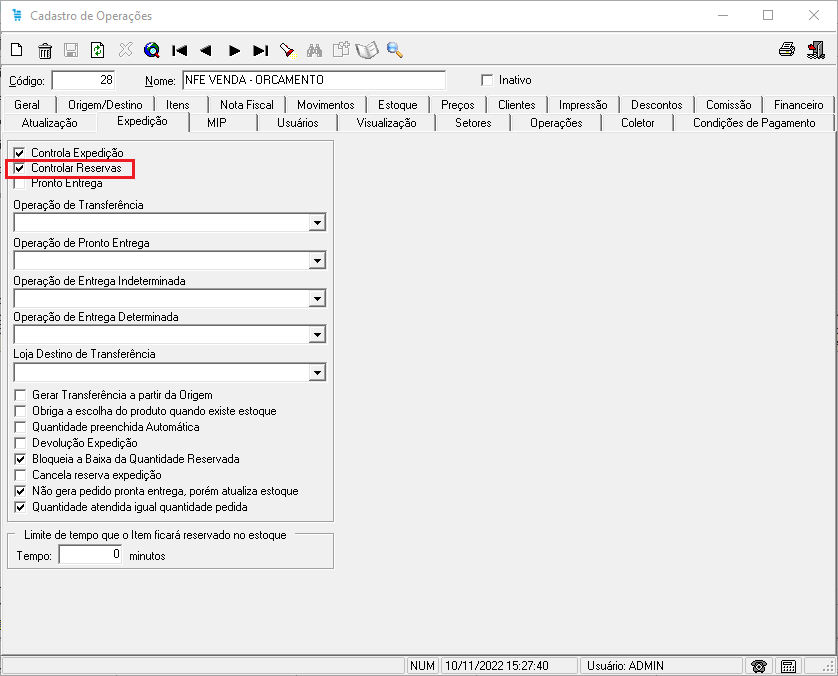 Cadastro de Operações
Código: 28 Nome: NFE VENDA - ORCAMENTO Inativo
Geral Origem/Destino Itens Nota Fiscal Movimentos Estoque Preços Clientes Impressão Descontos Comissão Financeiro
Atualização Expedição MIP Usuários Visualização Setores Operações Coletor Condições de Pagamento
Controla Expedição
Controlar Reservas
Pronto Entrega
Operação de Transferência
Operação de Pronto Entrega
Operação de Entrega Indeterminada
Operação de Entrega Determinada
Loja Destino de Transferência
Gerar Transferência a partir da Origem
Obriga a escolha do produto quando existe estoque
Quantidade preenchida Automática
Devolução Expedição
Bloqueia a Baixa da Quantidade Reservada
Cancela reserva expedição
Não gera pedido pronta entrega, porém atualiza estoque
Quantidade atendida igual quantidade pedida
Limite de tempo que o Item ficará reservado no estoque
Tempo: 0 minutos
NUM 10/11/2022 15:27:40 Usuário: ADMIN